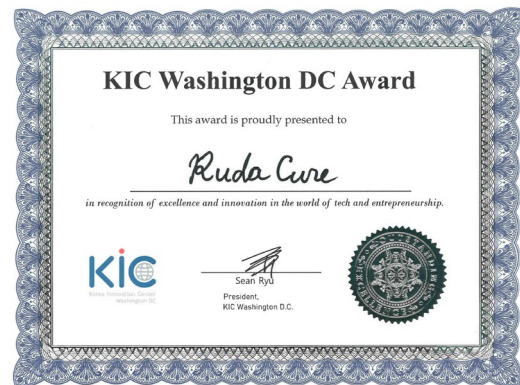 KIC Washington DC Award
This award is proudly presented to
Ruda Cure
in recognition of excellence and innovation in the world of tech and entrepreneurship.
KIC
Korea Innovation Center
Washington DC
Sean Ryu
President,
KIC Washington D.C.